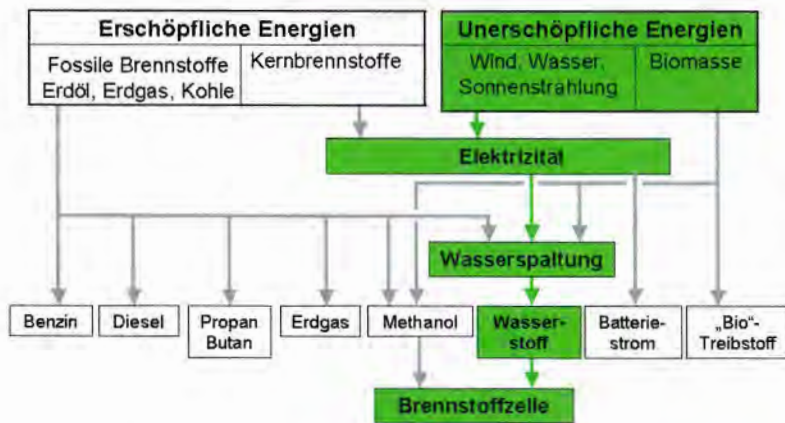 Erschöpfliche Energien
Fossile Brennstoffe
Erdöl, Erdgas, Kohle
Kernbrennstoffe
Unerschöpfliche Energien
Wind, Wasser,
Sonnenstrahlung
Biomasse
Elektrizität
Wasserspaltung
Benzin
Diesel
Propan
Butan
Erdgas
Methanol
Wasser-
stoff
Batterie-
strom
„Bio“-
Treibstoff
Brennstoffzelle